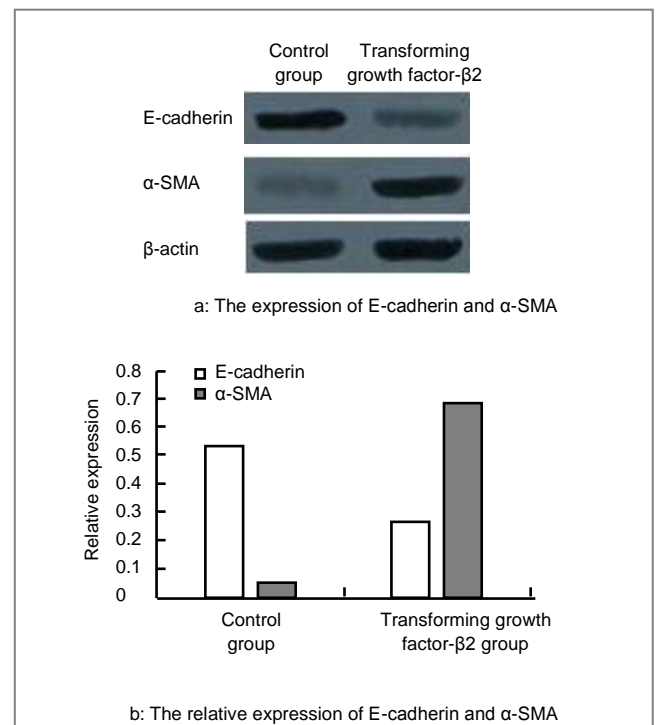 Control Transforming
group growth factor-β2
E-cadherin
α-SMA
β-actin
a: The expression of E-cadherin and α-SMA
0.8
0.7
0.6
0.5
0.4
0.3
0.2
0.1
0
Relative expression
E-cadherin
α-SMA
Control Transforming growth
group factor-β2 group
b: The relative expression of E-cadherin and α-SMA